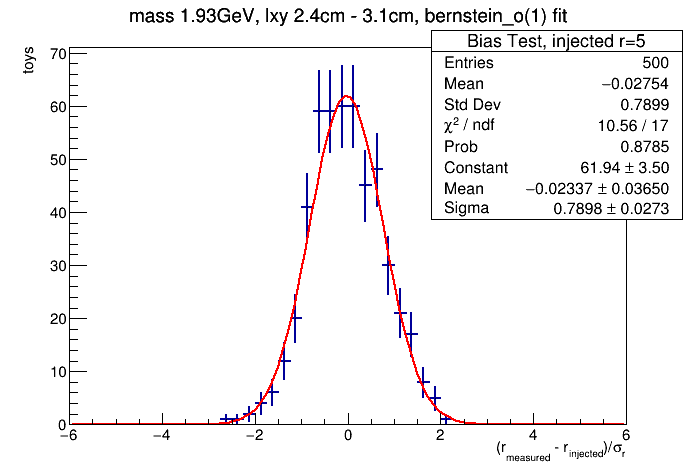 mass 1.93GeV, lxy 2.4cm - 3.1cm, bernstein_o(1) fit
toys
Bias Test, injected r=5
Entries 500
Mean −0.02754
Std Dev 0.7899
χ² / ndf 10.56 / 17
Prob 0.8785
Constant 61.94 ± 3.50
Mean −0.02337 ± 0.03650
Sigma 0.7898 ± 0.0273
70
60
50
40
30
20
10
0
−6 −4 −2 0 2 4 6
(r_measured - r_injected)/σ_r